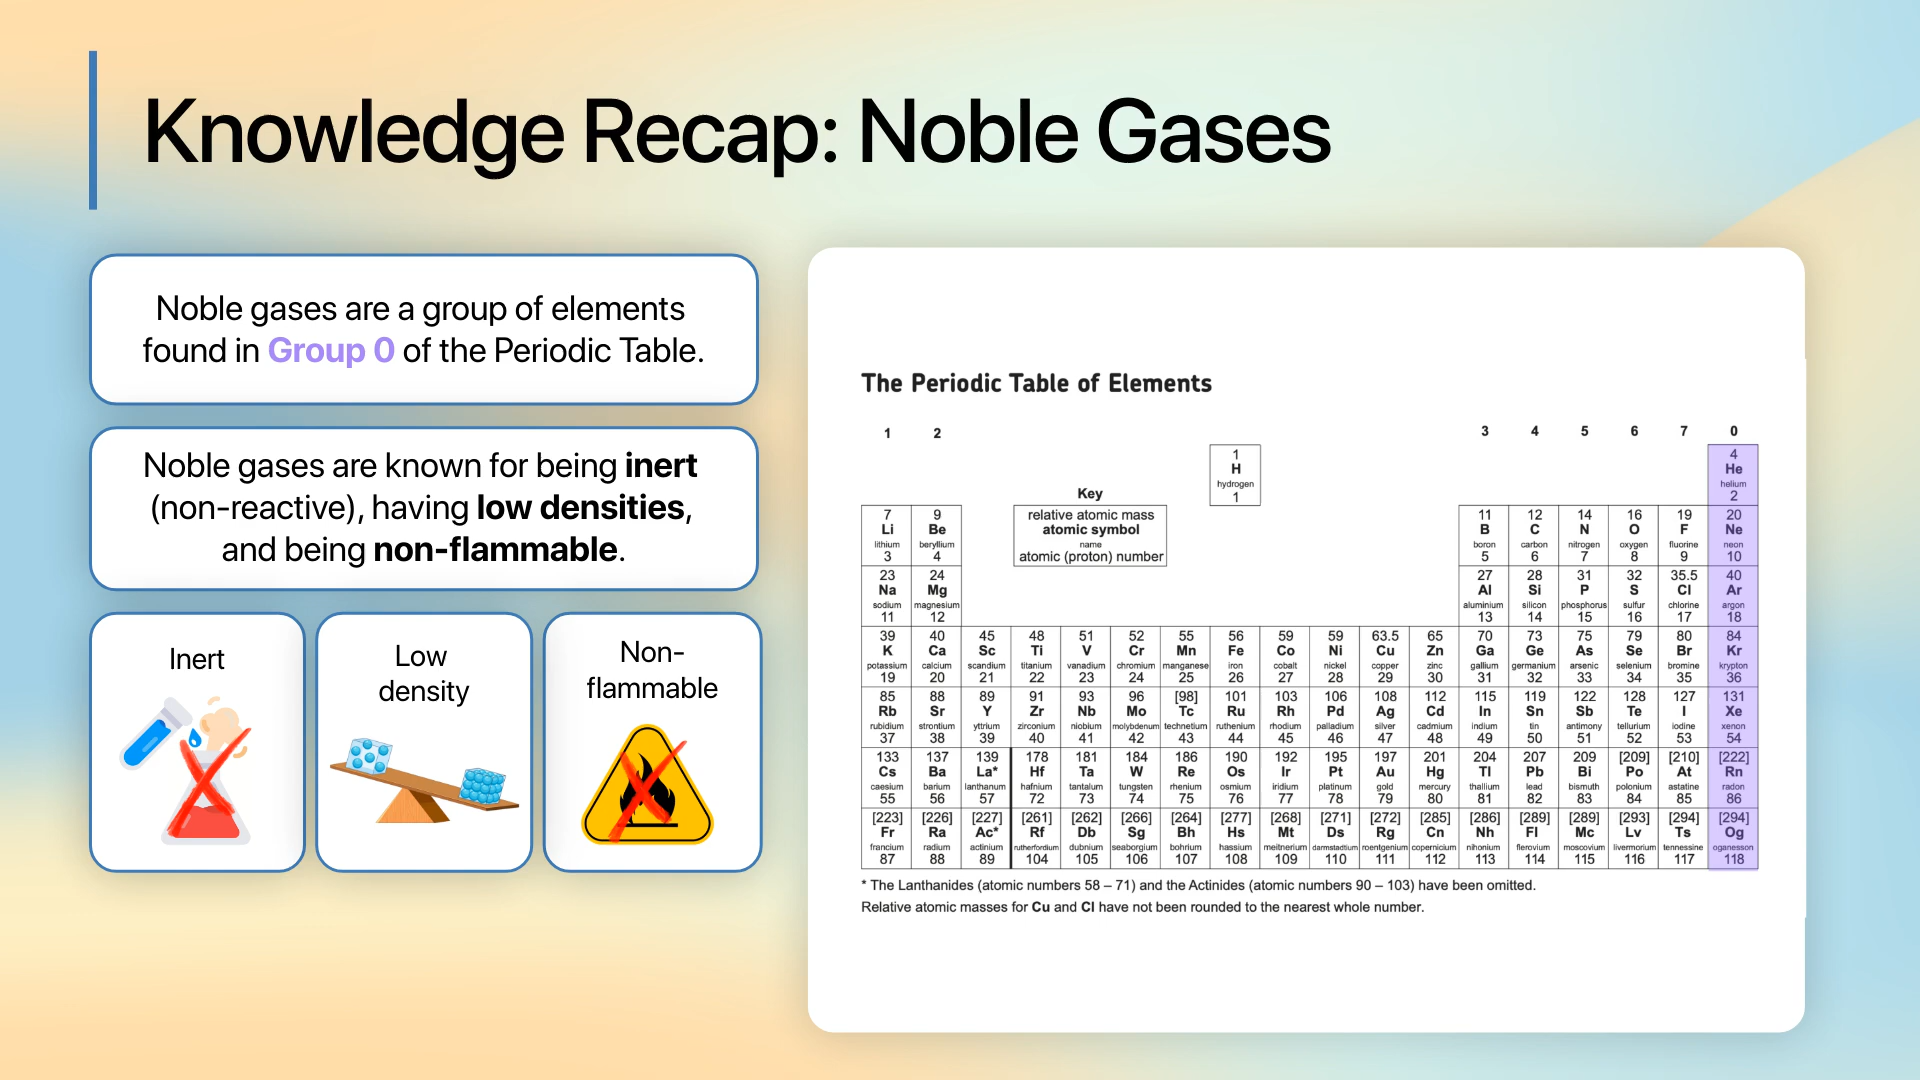 Knowledge Recap: Noble Gases
Noble gases are a group of elements
found in Group 0 of the Periodic Table.
Noble gases are known for being inert
(non-reactive), having low densities,
and being non-flammable.
Inert
Low
density
Non-
flammable
The Periodic Table of Elements
1 2 3 4 5 6 7 0
1 4
H He
hydrogen helium
1 2
Key
relative atomic mass
atomic symbol
name
atomic (proton) number
7 9 11 12 14 16 19 20
Li Be B C N O F Ne
lithium beryllium boron carbon nitrogen oxygen fluorine neon
3 4 5 6 7 8 9 10
23 24 27 28 31 32 35.5 40
Na Mg Al Si P S Cl Ar
sodium magnesium aluminium silicon phosphorus sulfur chlorine argon
11 12 13 14 15 16 17 18
39 40 45 48 51 52 55 56 59 59 63.5 65 70 73 75 79 80 84
K Ca Sc Ti V Cr Mn Fe Co Ni Cu Zn Ga Ge As Se Br Kr
potassium calcium scandium titanium vanadium chromium manganese iron cobalt nickel copper zinc gallium germanium arsenic selenium bromine krypton
19 20 21 22 23 24 25 26 27 28 29 30 31 32 33 34 35 36
85 88 89 91 93 96 [98] 101 103 106 108 112 115 119 122 128 127 131
Rb Sr Y Zr Nb Mo Tc Ru Rh Pd Ag Cd In Sn Sb Te I Xe
rubidium strontium yttrium zirconium niobium molybdenum technetium ruthenium rhodium palladium silver cadmium indium tin antimony tellurium iodine xenon
37 38 39 40 41 42 43 44 45 46 47 48 49 50 51 52 53 54
133 137 139 178 181 184 186 190 192 195 197 201 204 207 209 [209] [210] [222]
Cs Ba La* Hf Ta W Re Os Ir Pt Au Hg Tl Pb Bi Po At Rn
caesium barium lanthanum hafnium tantalum tungsten rhenium osmium iridium platinum gold mercury thallium lead bismuth polonium astatine radon
55 56 57 72 73 74 75 76 77 78 79 80 81 82 83 84 85 86
[223] [226] [227] [261] [262] [266] [264] [277] [268] [271] [272] [285] [286] [289] [289] [293] [294] [294]
Fr Ra Ac* Rf Db Sg Bh Hs Mt Ds Rg Cn Nh Fl Mc Lv Ts Og
francium radium actinium rutherfordium dubnium seaborgium bohrium hassium meitnerium darmstadtium roentgenium copernicium nihonium flerovium moscovium livermorium tennessine oganesson
87 88 89 104 105 106 107 108 109 110 111 112 113 114 115 116 117 118
* The Lanthanides (atomic numbers 58 – 71) and the Actinides (atomic numbers 90 – 103) have been omitted.
Relative atomic masses for Cu and Cl have not been rounded to the nearest whole number.